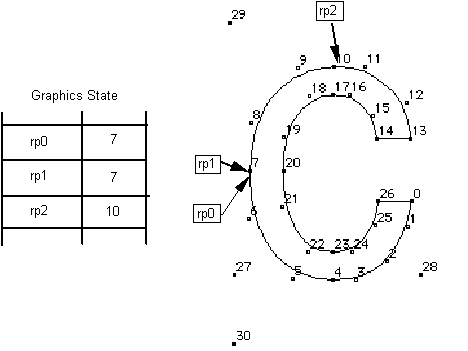 29
rp2
10 11
9
Graphics State
18 17 16
12
15
8
rp0 7
19
14 13
rp1 7
rp1
7 20
rp2 10
rp0
26 0
21
6
25 1
22 23 24
2
27
5 4 3
28
30